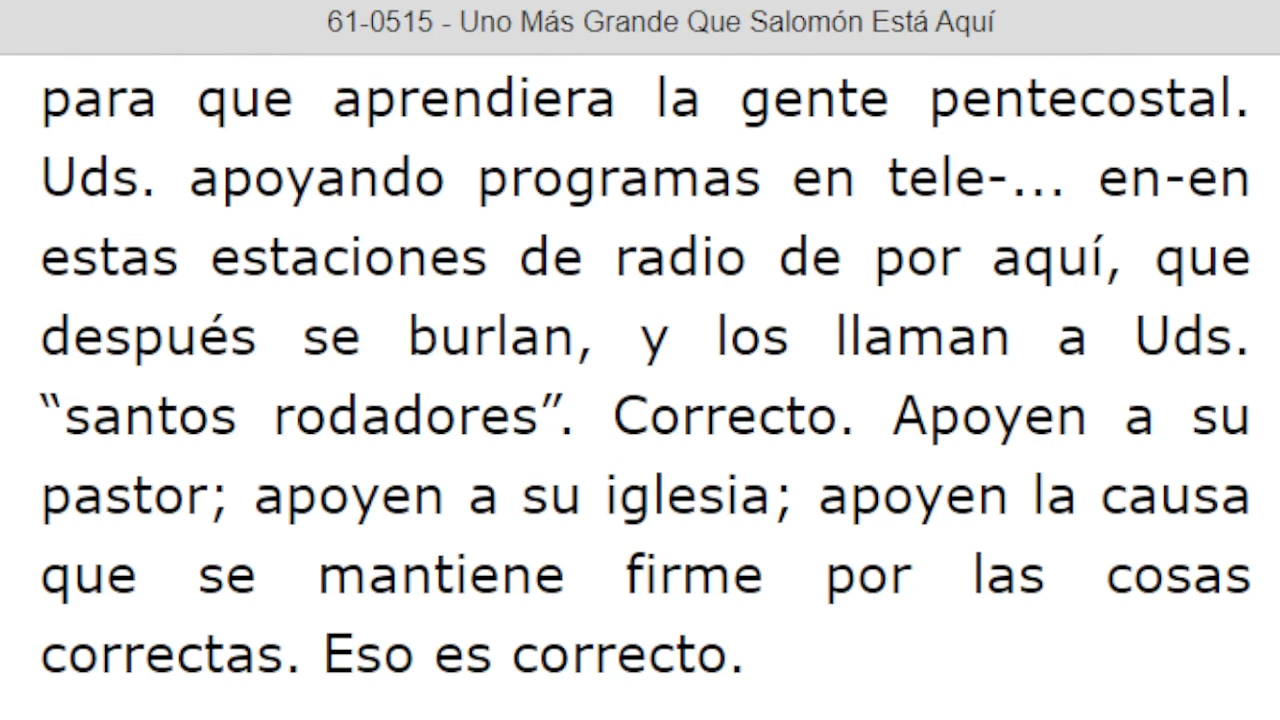 61-0515 - Uno Más Grande Que Salomón Está Aquí
para que aprendiera la gente pentecostal.
Uds. apoyando programas en tele-... en-en
estas estaciones de radio de por aquí, que
después se burlan, y los llaman a Uds.
“santos rodadores”. Correcto. Apoyen a su
pastor; apoyen a su iglesia; apoyen la causa
que se mantiene firme por las cosas
correctas. Eso es correcto.